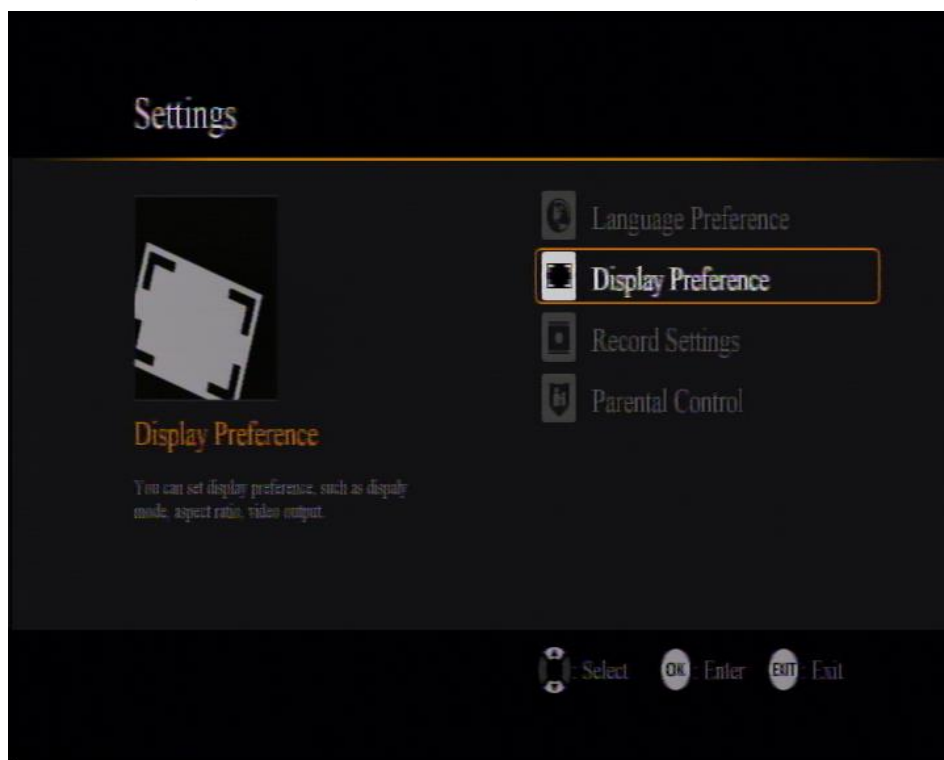 Settings
Language Preference
Display Preference
Record Settings
Parental Control
Display Preference
You can set display preference, such as dispaly
mode, aspect ratio, video output.
: Select OK : Enter EXIT : Exit